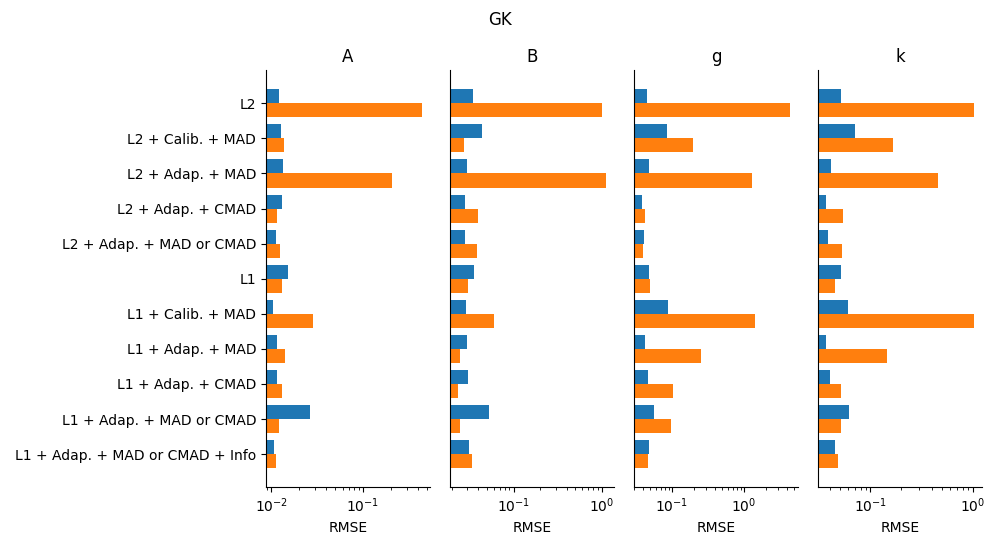 GK
A B g k
L2
L2 + Calib. + MAD
L2 + Adap. + MAD
L2 + Adap. + CMAD
L2 + Adap. + MAD or CMAD
L1
L1 + Calib. + MAD
L1 + Adap. + MAD
L1 + Adap. + CMAD
L1 + Adap. + MAD or CMAD
L1 + Adap. + MAD or CMAD + Info
10⁻² 10⁻¹ 10⁻¹ 10⁰ 10⁻¹ 10⁰ 10⁻¹ 10⁰
RMSE RMSE RMSE RMSE